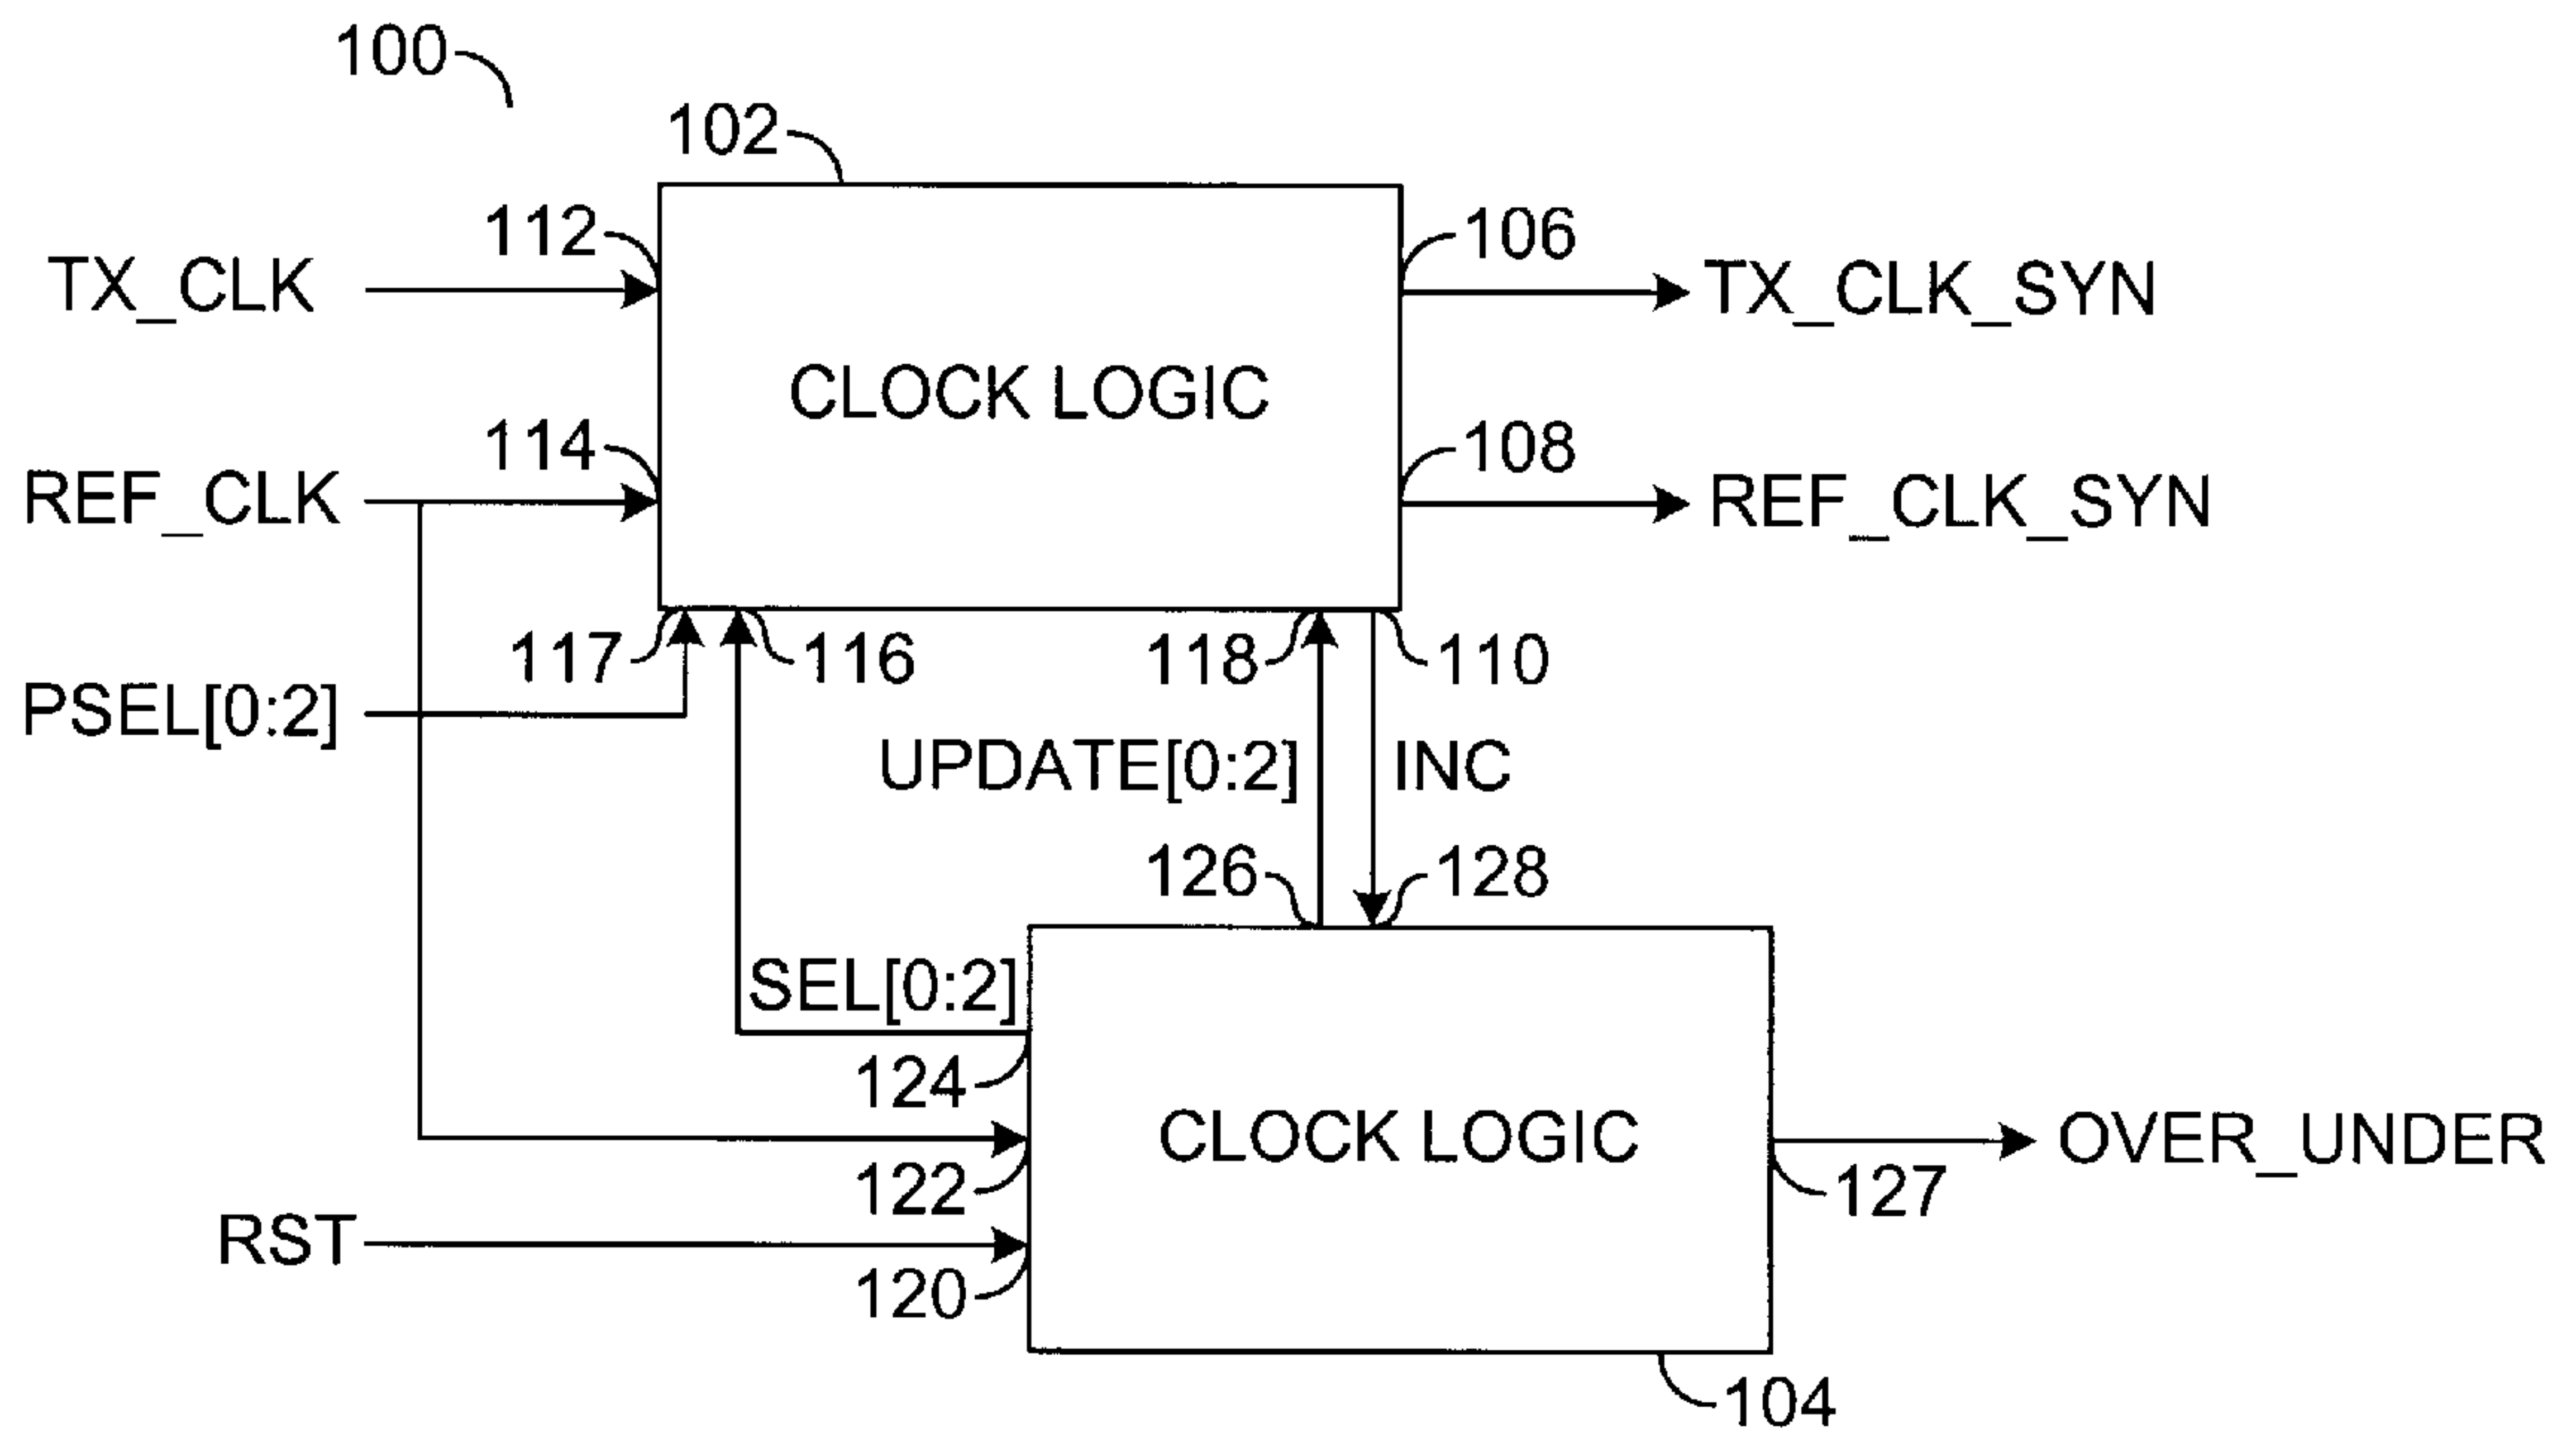 100
102
112
106
TX_CLK
TX_CLK_SYN
CLOCK LOGIC
114
108
REF_CLK
REF_CLK_SYN
117
116
118
110
PSEL[0:2]
UPDATE[0:2]
INC
126
128
SEL[0:2]
124
CLOCK LOGIC
OVER_UNDER
122
127
RST
120
104